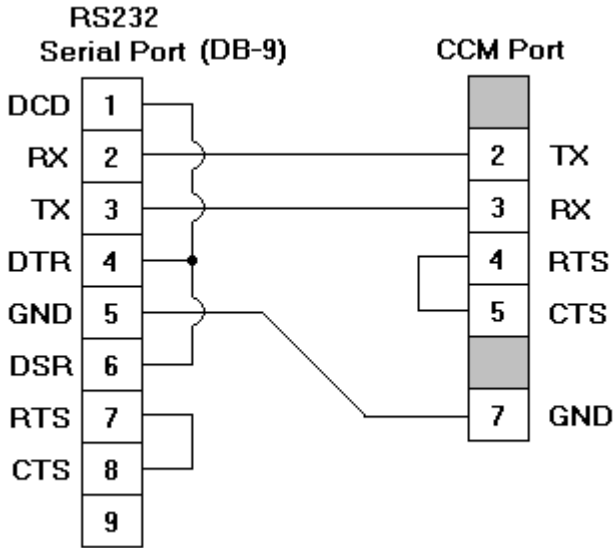 RS232
Serial Port (DB-9) CCM Port
DCD 1
RX 2 2 TX
TX 3 3 RX
DTR 4 4 RTS
GND 5 5 CTS
DSR 6
RTS 7 7 GND
CTS 8
9